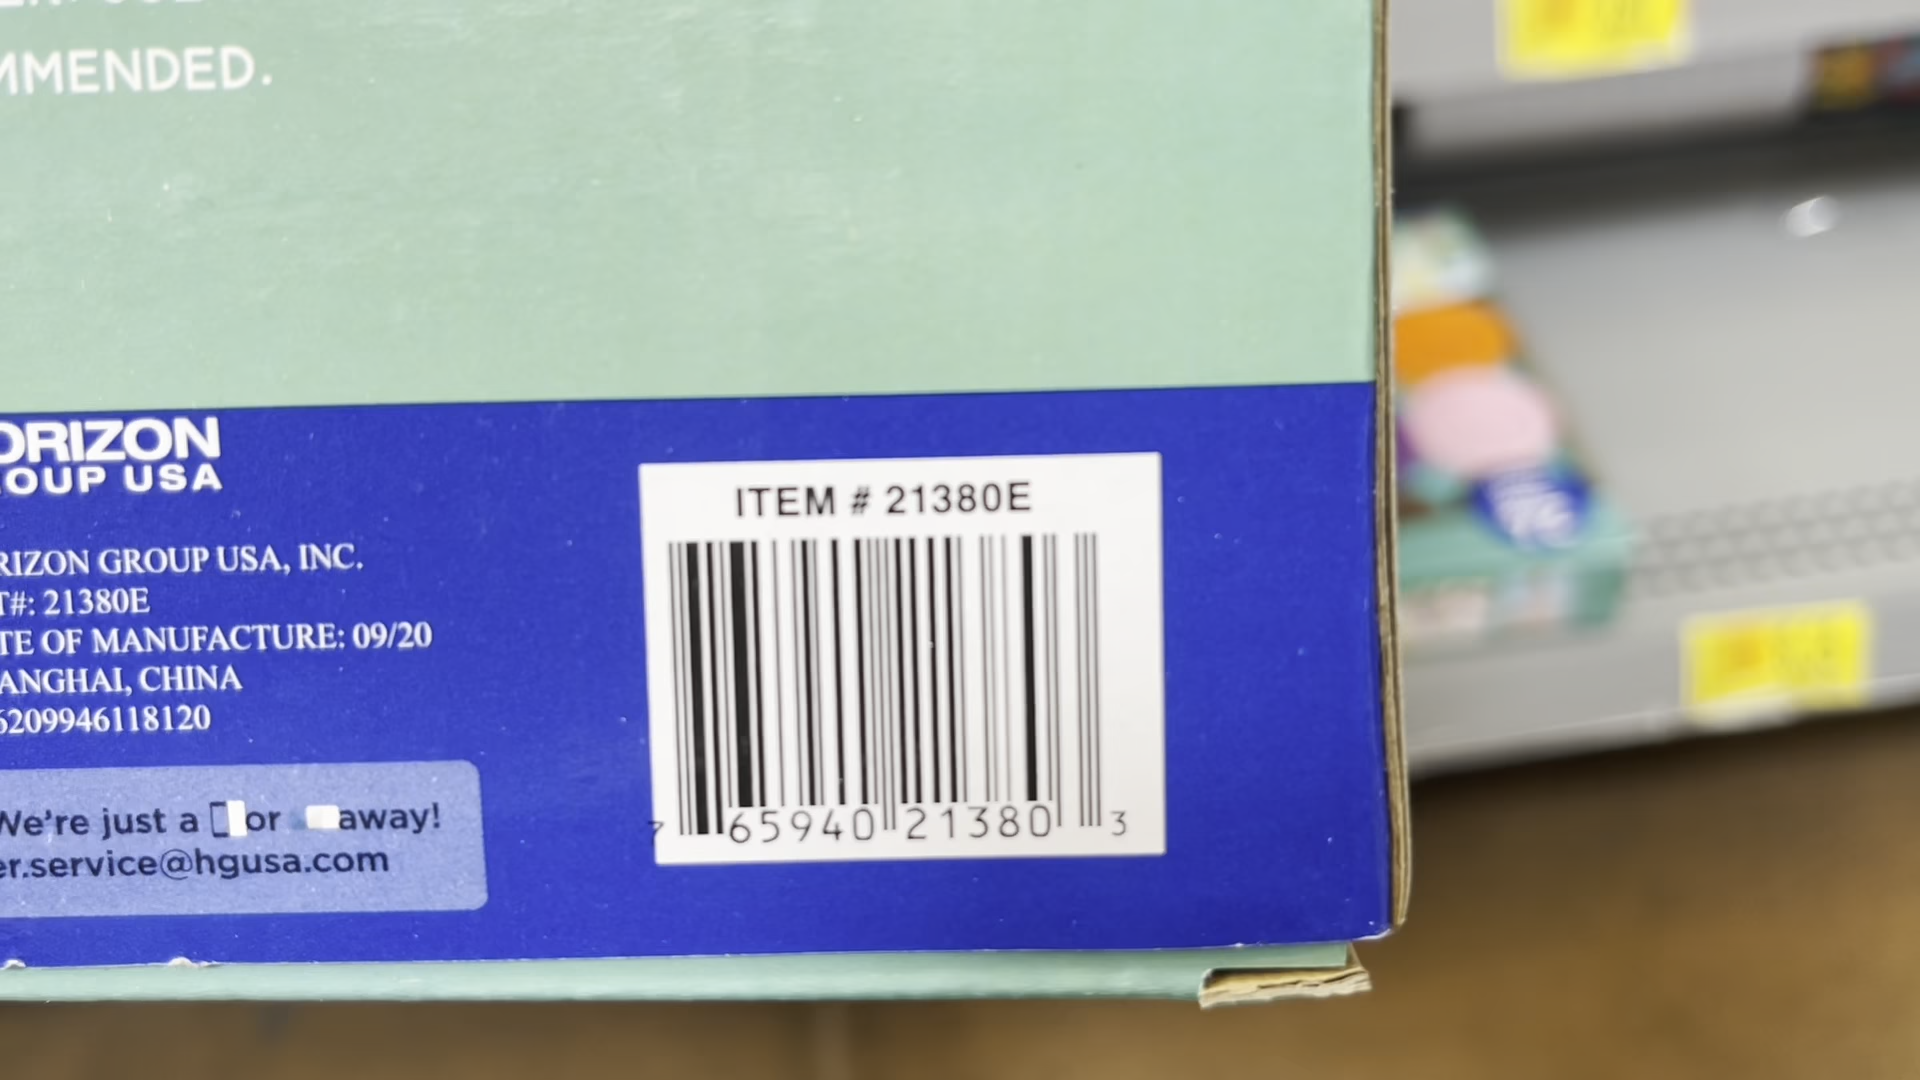 MMENDED.
ORIZON
OUP USA
RIZON GROUP USA, INC.
T#: 21380E
TE OF MANUFACTURE: 09/20
ANGHAI, CHINA
6209946118120
We're just a or away!
er.service@hgusa.com
ITEM # 21380E
7 65940 21380 3